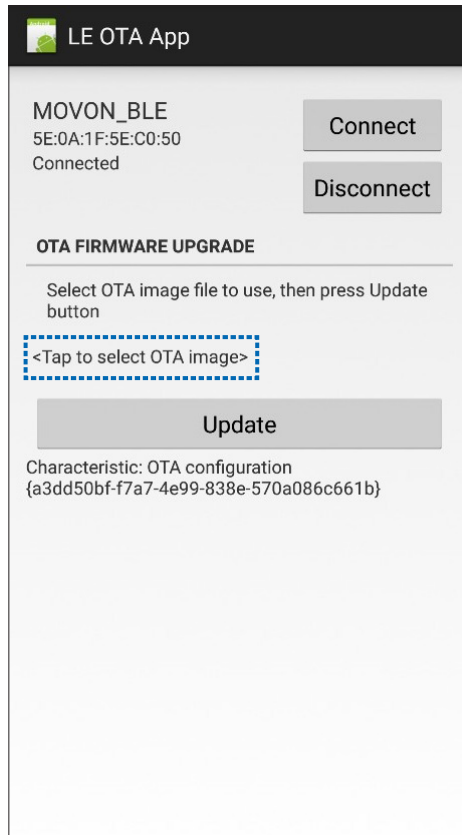 LE OTA App
MOVON_BLE
5E:0A:1F:5E:C0:50
Connected
Connect
Disconnect
OTA FIRMWARE UPGRADE
Select OTA image file to use, then press Update
button
<Tap to select OTA image>
Update
Characteristic: OTA configuration
{a3dd50bf-f7a7-4e99-838e-570a086c661b}